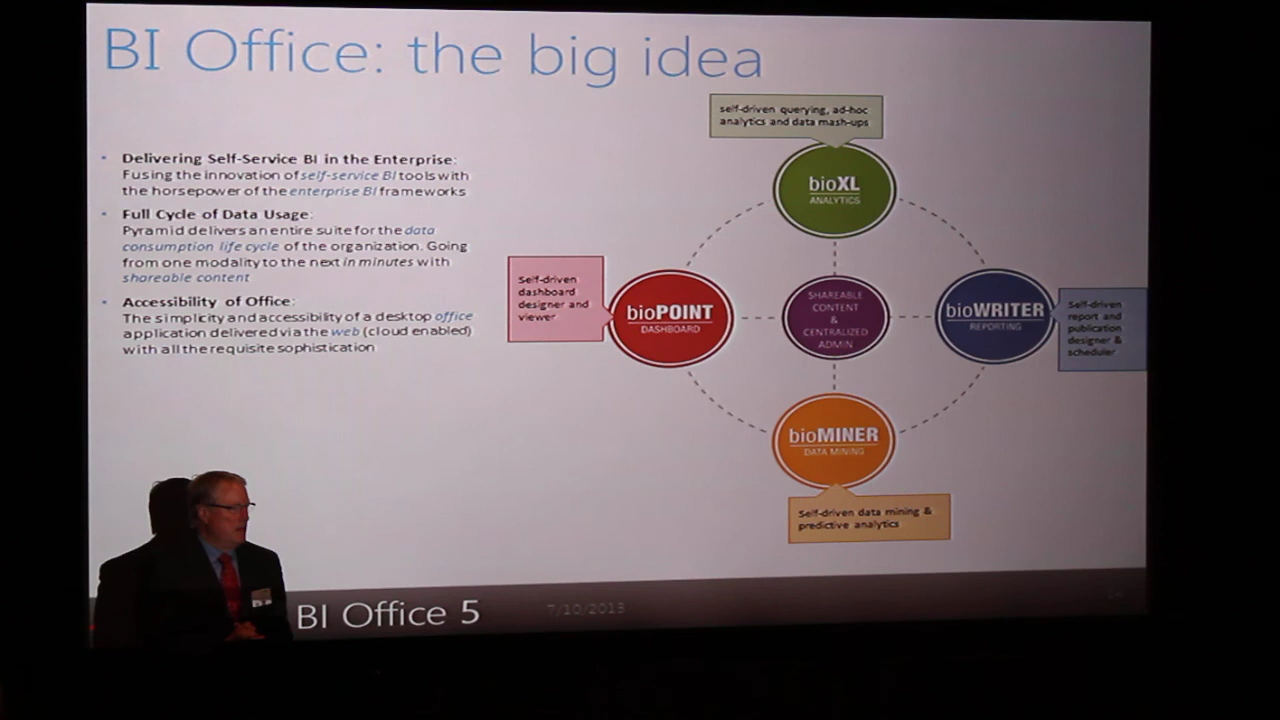 BI Office: the big idea
• Delivering Self-Service BI in the Enterprise:
Fusing the innovation of self-service BI tools with
the horsepower of the enterprise BI frameworks
• Full Cycle of Data Usage:
Pyramid delivers an entire suite for the data
consumption life cycle of the organization. Going
from one modality to the next in minutes with
shareable content
• Accessibility of Office:
The simplicity and accessibility of a desktop office
application delivered via the web (cloud enabled)
with all the requisite sophistication
self-driven querying, ad-hoc
analytics and data mash-ups
bioXL
ANALYTICS
Self-driven
dashboard
designer and
viewer
bioPOINT
DASHBOARD
SHAREABLE
CONTENT
&
CENTRALIZED
ADMIN
bioWRITER
REPORTING
Self-driven
report and
publication
designer &
scheduler
bioMINER
DATA MINING
Self-driven data mining &
predictive analytics
BI Office 5
7/10/2013